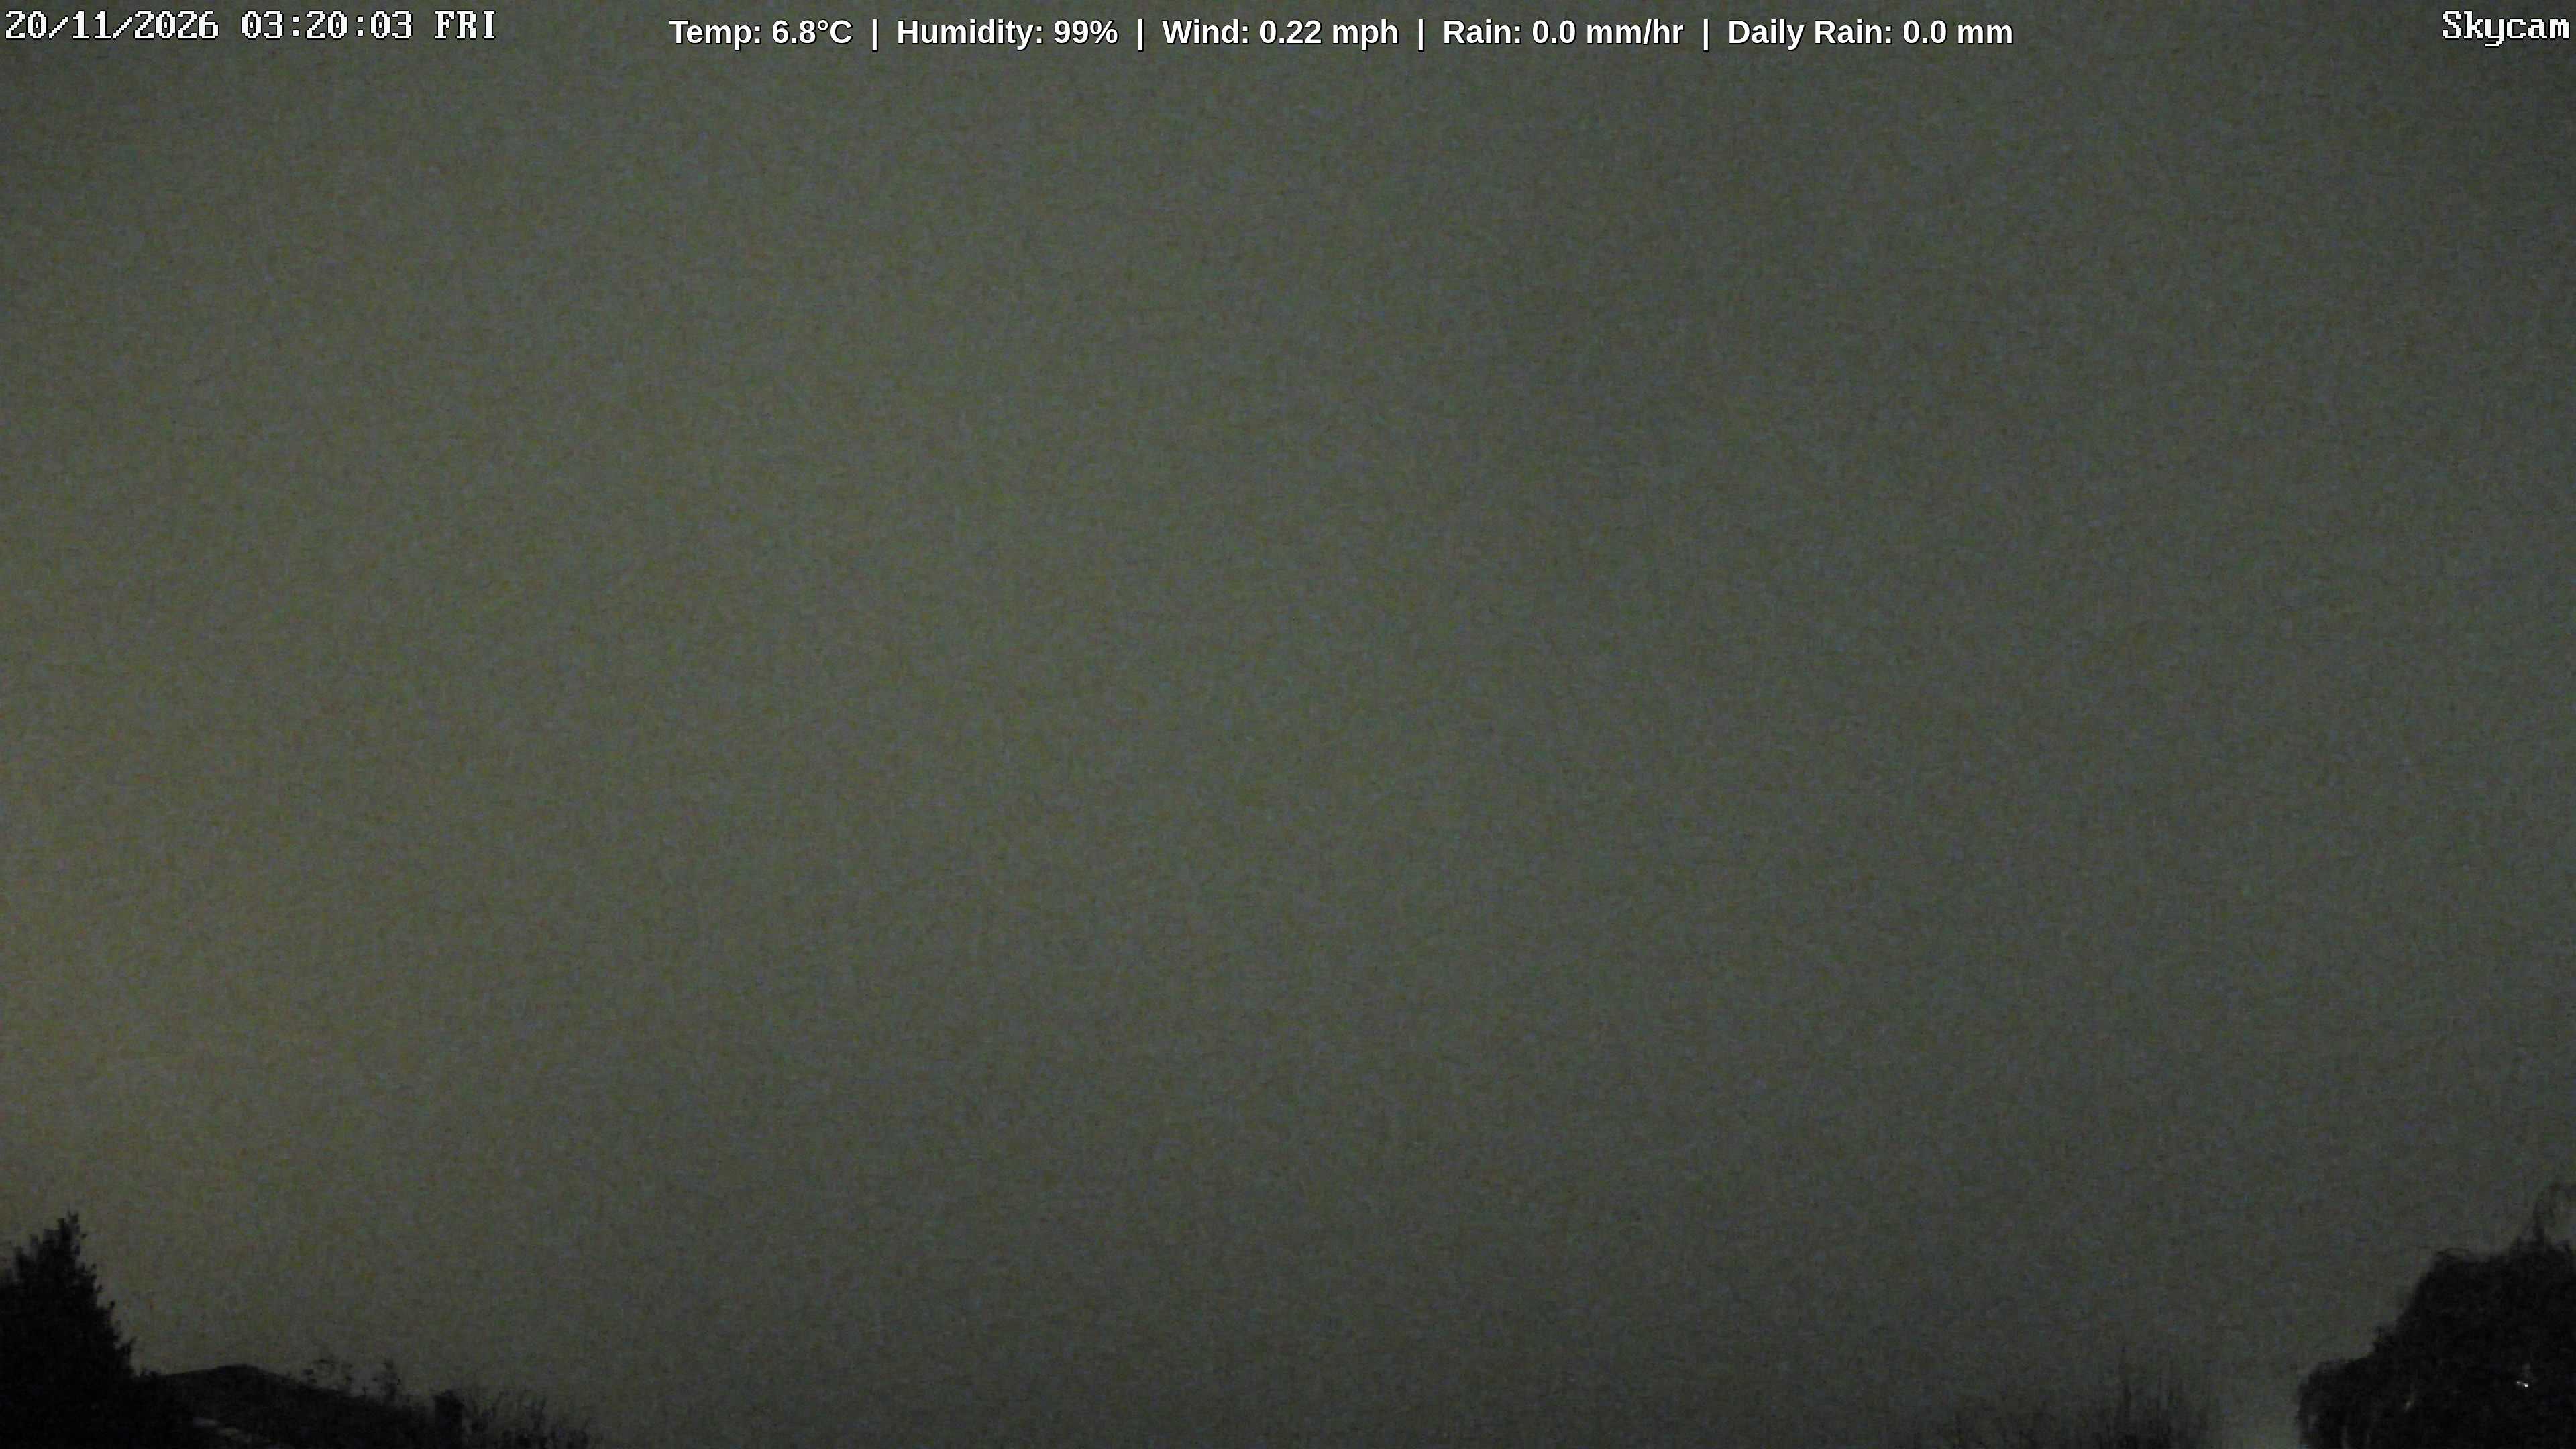 20/11/2026 03:20:03 FRI
Temp: 6.8°C | Humidity: 99% | Wind: 0.22 mph | Rain: 0.0 mm/hr | Daily Rain: 0.0 mm
Skycam